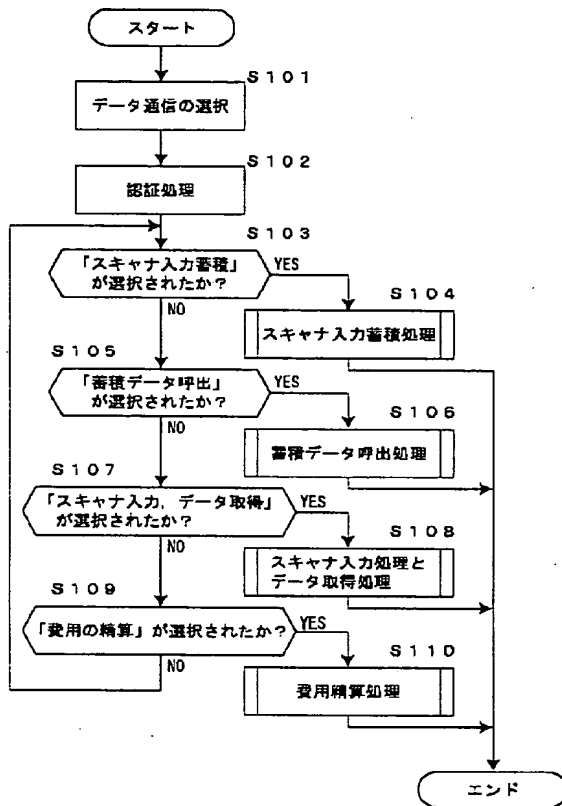 スタート
S101
データ通信の選択
S102
認証処理
S103
「スキャナ入力蓄積」
が選択されたか？
YES
NO
S104
スキャナ入力蓄積処理
S105
「蓄積データ呼出」
が選択されたか？
YES
NO
S106
蓄積データ呼出処理
S107
「スキャナ入力，データ取得」
が選択されたか？
YES
NO
S108
スキャナ入力処理と
データ取得処理
S109
「費用の精算」が選択されたか？
YES
NO
S110
費用精算処理
エンド